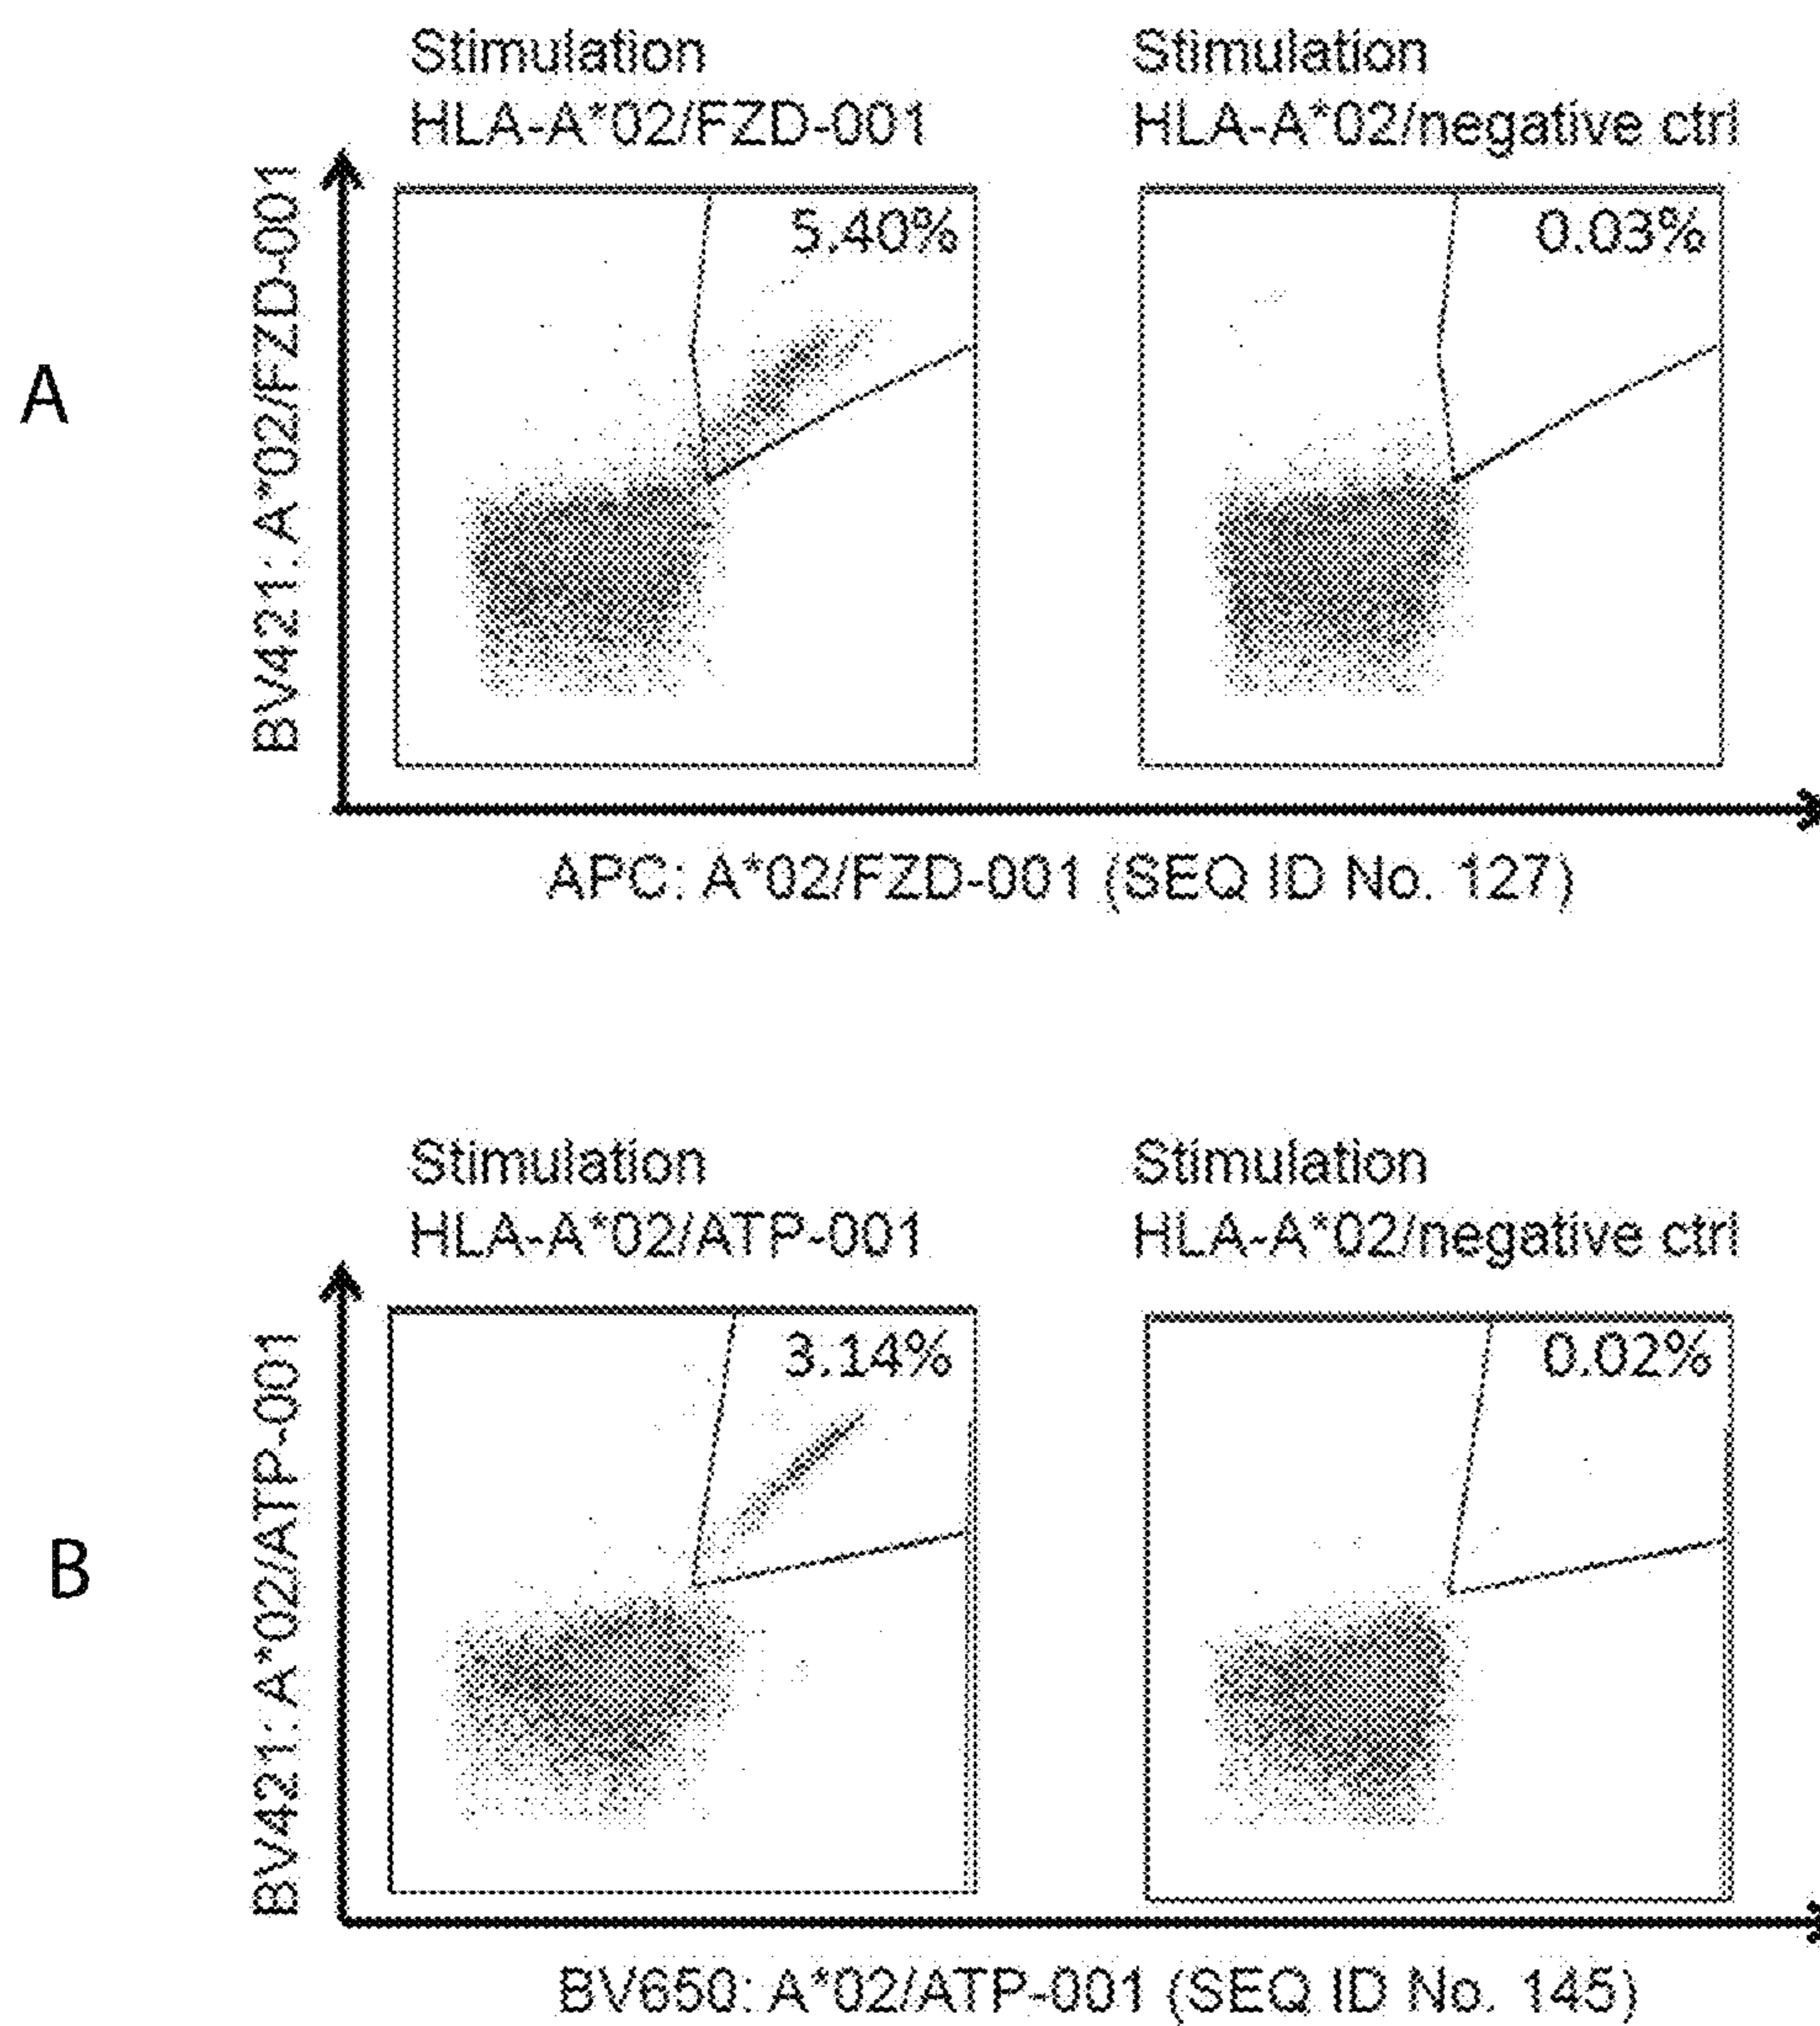 Stimulation
HLA-A*02/FZD-001
Stimulation
HLA-A*02/negative ctrl
A
BV421: A*02/FZD-001
5.40%
0.03%
APC: A*02/FZD-001 (SEQ ID No. 127)
Stimulation
HLA-A*02/ATP-001
Stimulation
HLA-A*02/negative ctrl
B
BV421: A*02/ATP-001
3.14%
0.02%
BV650: A*02/ATP-001 (SEQ ID No. 145)